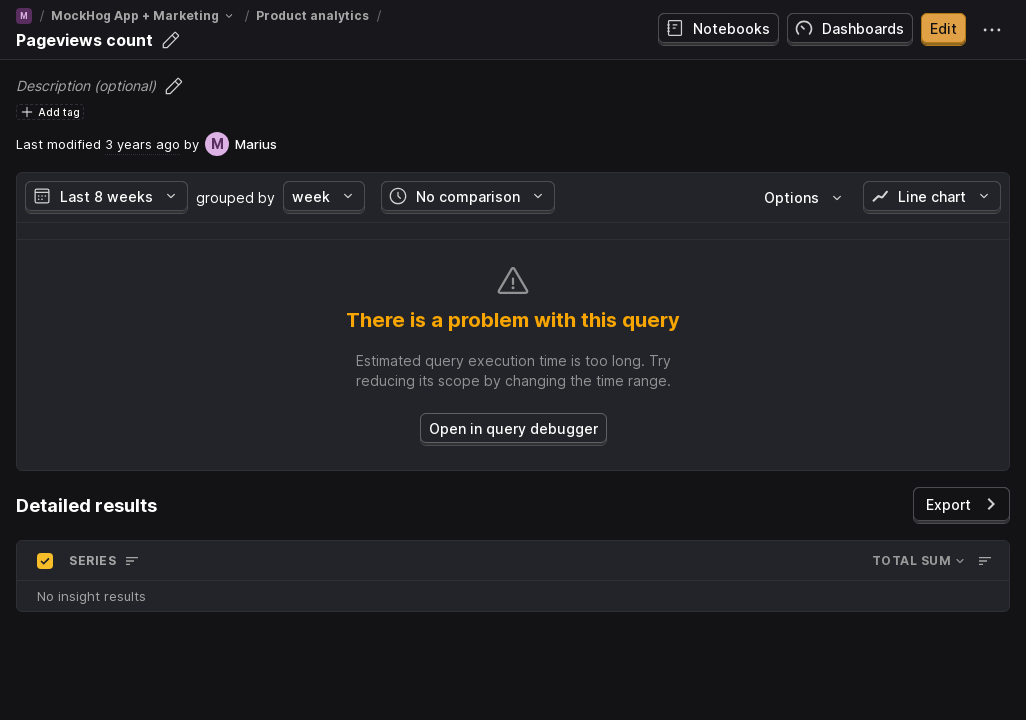 M / MockHog App + Marketing / Product analytics /
Pageviews count
Notebooks
Dashboards
Edit
Description (optional)
Add tag
Last modified 3 years ago by M Marius
Last 8 weeks grouped by week No comparison Options Line chart
There is a problem with this query
Estimated query execution time is too long. Try
reducing its scope by changing the time range.
Open in query debugger
Detailed results
Export
SERIES TOTAL SUM
No insight results